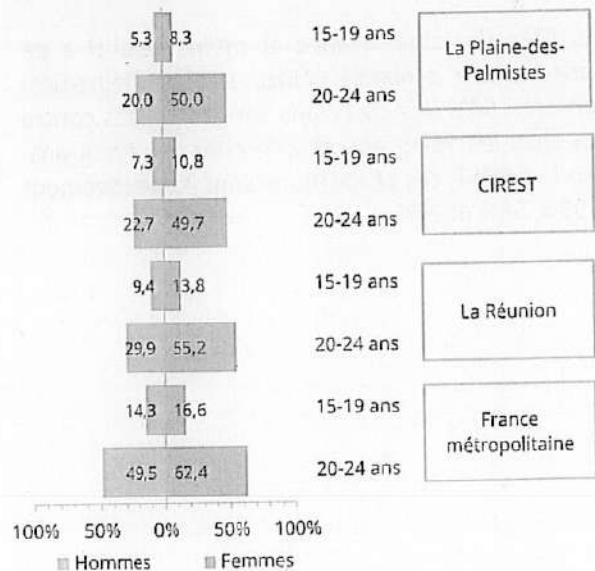 5,3 8,3 15-19 ans
La Plaine-des-
Palmistes
20,0 50,0 20-24 ans
7,3 10,8 15-19 ans
CIREST
22,7 49,7 20-24 ans
9,4 13,8 15-19 ans
La Réunion
29,9 55,2 20-24 ans
14,3 16,6 15-19 ans
France
métropolitaine
49,5 62,4 20-24 ans
100% 50% 0% 50% 100%
Hommes Femmes